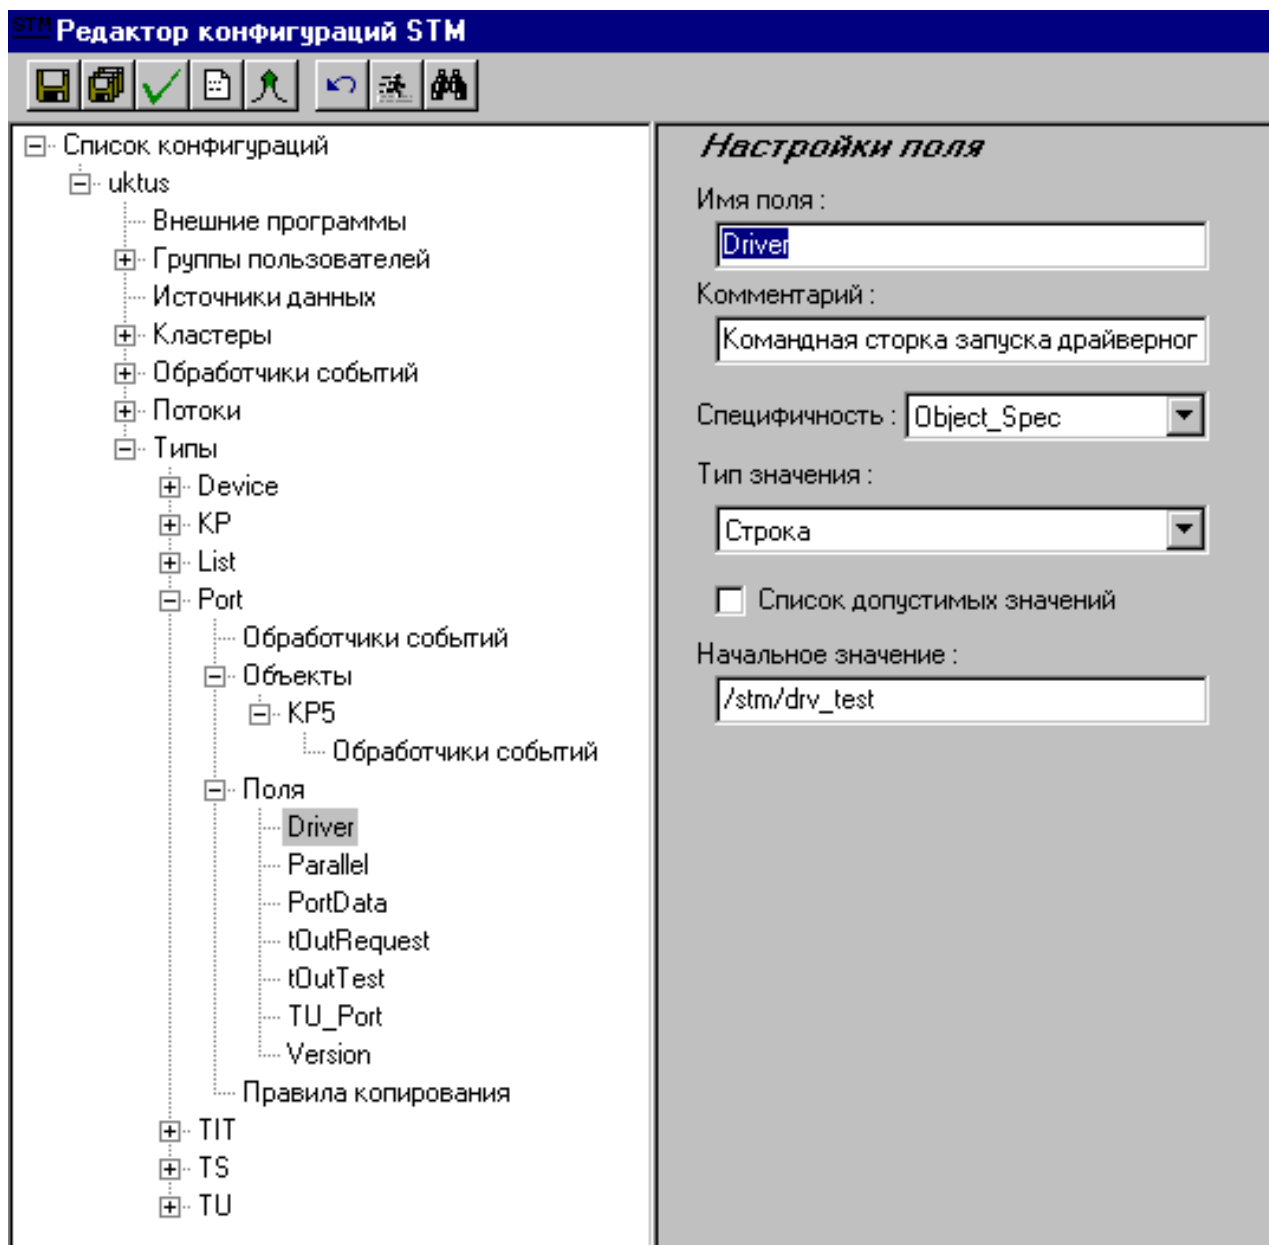 STM Редактор конфигураций STM
Список конфигураций
uktus
Внешние программы
Группы пользователей
Источники данных
Кластеры
Обработчики событий
Потоки
Типы
Device
KP
List
Port
Обработчики событий
Объекты
KP5
Обработчики событий
Поля
Driver
Parallel
PortData
tOutRequest
tOutTest
TU_Port
Version
Правила копирования
TIT
TS
TU
Настройки поля
Имя поля :
Driver
Комментарий :
Командная сторка запуска драйверног
Специфичность : Object_Spec
Тип значения :
Строка
Список допустимых значений
Начальное значение :
/stm/drv_test